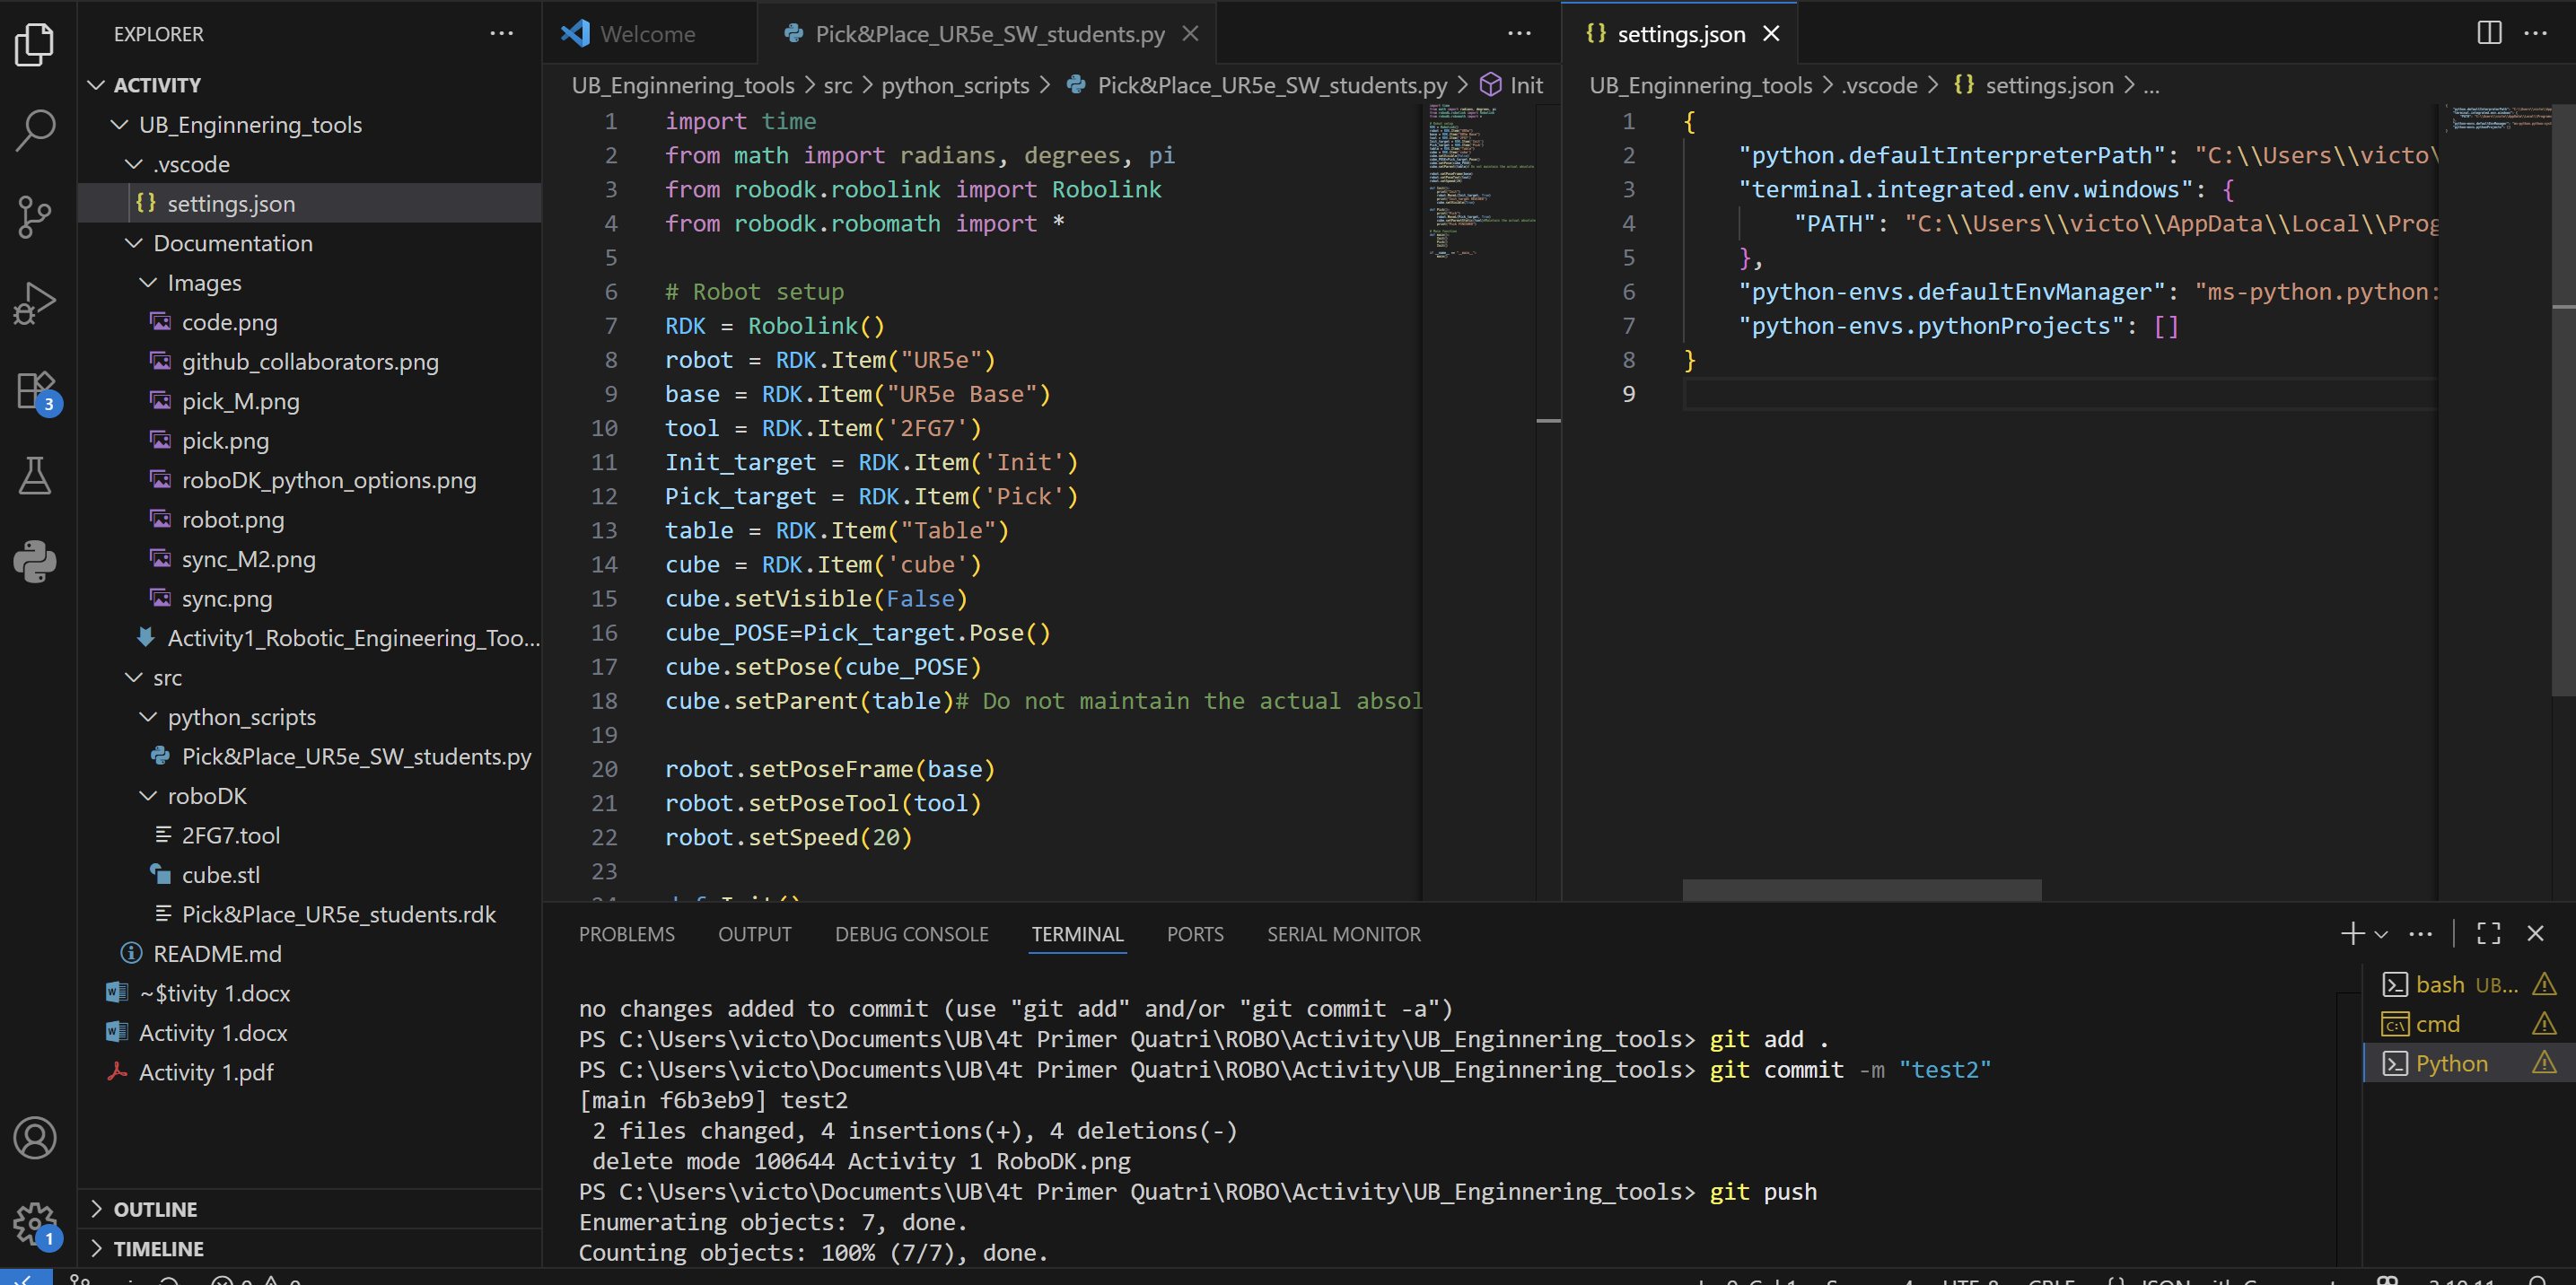 EXPLORER
ACTIVITY
UB_Enginnering_tools
.vscode
settings.json
Documentation
Images
code.png
github_collaborators.png
pick_M.png
pick.png
roboDK_python_options.png
robot.png
sync_M2.png
sync.png
Activity1_Robotic_Engineering_Too...
src
python_scripts
Pick&Place_UR5e_SW_students.py
roboDK
2FG7.tool
cube.stl
Pick&Place_UR5e_students.rdk
README.md
~$tivity 1.docx
Activity 1.docx
Activity 1.pdf
OUTLINE
TIMELINE
3
1
Welcome
Pick&Place_UR5e_SW_students.py
UB_Enginnering_tools > src > python_scripts > Pick&Place_UR5e_SW_students.py > Init
1 import time
2 from math import radians, degrees, pi
3 from robodk.robolink import Robolink
4 from robodk.robomath import *
5
6 # Robot setup
7 RDK = Robolink()
8 robot = RDK.Item("UR5e")
9 base = RDK.Item("UR5e Base")
10 tool = RDK.Item('2FG7')
11 Init_target = RDK.Item('Init')
12 Pick_target = RDK.Item('Pick')
13 table = RDK.Item("Table")
14 cube = RDK.Item('cube')
15 cube.setVisible(False)
16 cube_POSE=Pick_target.Pose()
17 cube.setPose(cube_POSE)
18 cube.setParent(table)# Do not maintain the actual absol
19
20 robot.setPoseFrame(base)
21 robot.setPoseTool(tool)
22 robot.setSpeed(20)
23
24 def Init()
settings.json
UB_Enginnering_tools > .vscode > settings.json > ...
1 {
2 "python.defaultInterpreterPath": "C:\\Users\\victo\
3 "terminal.integrated.env.windows": {
4 "PATH": "C:\\Users\\victo\\AppData\\Local\\Prog
5 },
6 "python-envs.defaultEnvManager": "ms-python.python:
7 "python-envs.pythonProjects": []
8 }
9
PROBLEMS OUTPUT DEBUG CONSOLE TERMINAL PORTS SERIAL MONITOR
no changes added to commit (use "git add" and/or "git commit -a")
PS C:\Users\victo\Documents\UB\4t Primer Quatri\ROBO\Activity\UB_Enginnering_tools> git add .
PS C:\Users\victo\Documents\UB\4t Primer Quatri\ROBO\Activity\UB_Enginnering_tools> git commit -m "test2"
[main f6b3eb9] test2
2 files changed, 4 insertions(+), 4 deletions(-)
delete mode 100644 Activity 1 RoboDK.png
PS C:\Users\victo\Documents\UB\4t Primer Quatri\ROBO\Activity\UB_Enginnering_tools> git push
Enumerating objects: 7, done.
Counting objects: 100% (7/7), done.
bash UB...
cmd
Python